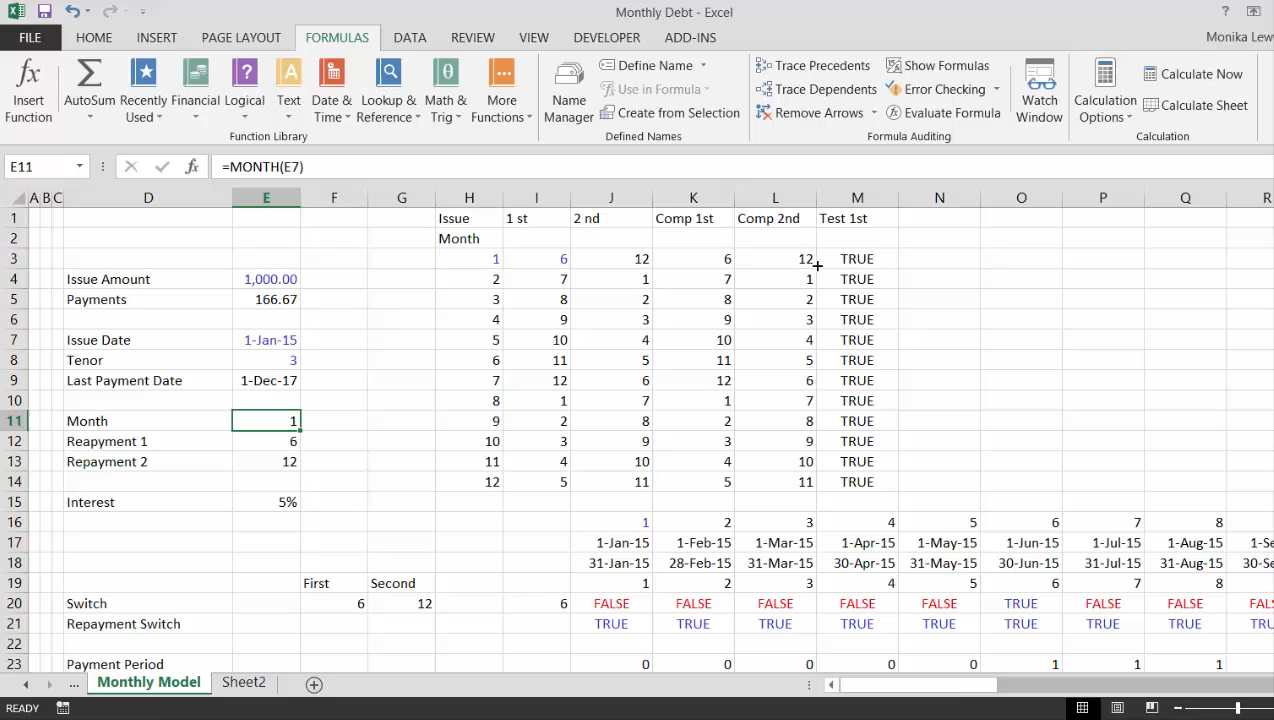 Monthly Debt - Excel
?
FILE HOME INSERT PAGE LAYOUT FORMULAS DATA REVIEW VIEW DEVELOPER ADD-INS Monika Lew
fx Insert Function
Σ AutoSum
Recently Used
Financial
Logical
Text
Date & Time
Lookup & Reference
Math & Trig
More Functions
Function Library
Name Manager
Define Name
Use in Formula
Create from Selection
Defined Names
Trace Precedents
Trace Dependents
Remove Arrows
Show Formulas
Error Checking
Evaluate Formula
Formula Auditing
Watch Window
Calculation Options
Calculate Now
Calculate Sheet
Calculation
E11 fx =MONTH(E7)
A B C D E F G H I J K L M N O P Q R
1 Issue 1 st 2 nd Comp 1st Comp 2nd Test 1st
2 Month
3 1 6 12 6 12 TRUE
4 Issue Amount 1,000.00 2 7 1 7 1 TRUE
5 Payments 166.67 3 8 2 8 2 TRUE
6 4 9 3 9 3 TRUE
7 Issue Date 1-Jan-15 5 10 4 10 4 TRUE
8 Tenor 3 6 11 5 11 5 TRUE
9 Last Payment Date 1-Dec-17 7 12 6 12 6 TRUE
10 8 1 7 1 7 TRUE
11 Month 1 9 2 8 2 8 TRUE
12 Reapyment 1 6 10 3 9 3 9 TRUE
13 Repayment 2 12 11 4 10 4 10 TRUE
14 12 5 11 5 11 TRUE
15 Interest 5%
16 1 2 3 4 5 6 7 8
17 1-Jan-15 1-Feb-15 1-Mar-15 1-Apr-15 1-May-15 1-Jun-15 1-Jul-15 1-Aug-15 1-Se
18 31-Jan-15 28-Feb-15 31-Mar-15 30-Apr-15 31-May-15 30-Jun-15 31-Jul-15 31-Aug-15 30-Se
19 First Second 1 2 3 4 5 6 7 8
20 Switch 6 12 6 FALSE FALSE FALSE FALSE FALSE TRUE FALSE FALSE FALS
21 Repayment Switch TRUE TRUE TRUE TRUE TRUE TRUE TRUE TRUE
22
23 Payment Period 0 0 0 0 0 1 1 1
... Monthly Model Sheet2
READY